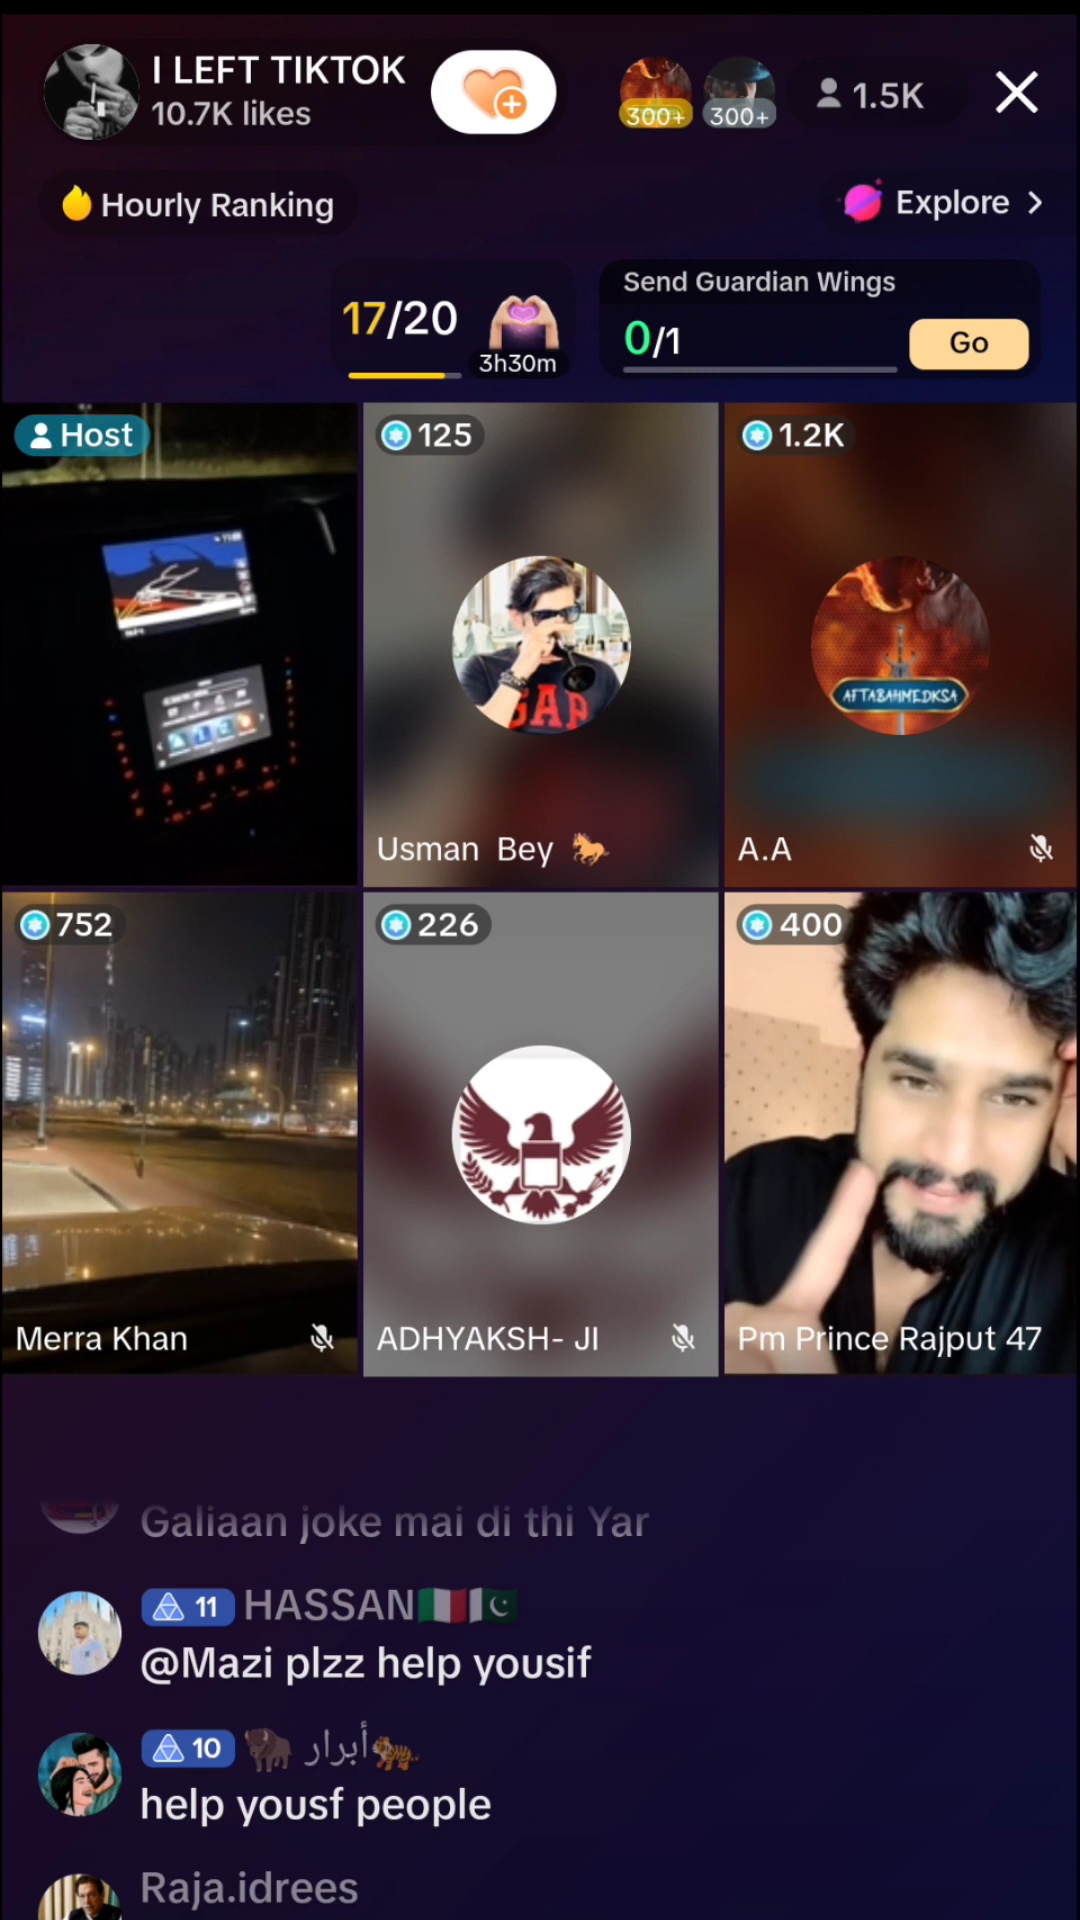 I LEFT TIKTOK
10.7K likes
300+
300+
1.5K
Hourly Ranking
Explore
17/20
3h30m
Send Guardian Wings
0/1
Go
Host
125
1.2K
GAP
AFTABAHMEDKSA
Usman Bey
A.A
752
226
400
Merra Khan
ADHYAKSH- JI
Pm Prince Rajput 47
Galiaan joke mai di thi Yar
11 HASSAN
@Mazi plzz help yousif
10 أبرار
help yousf people
Raja.idrees